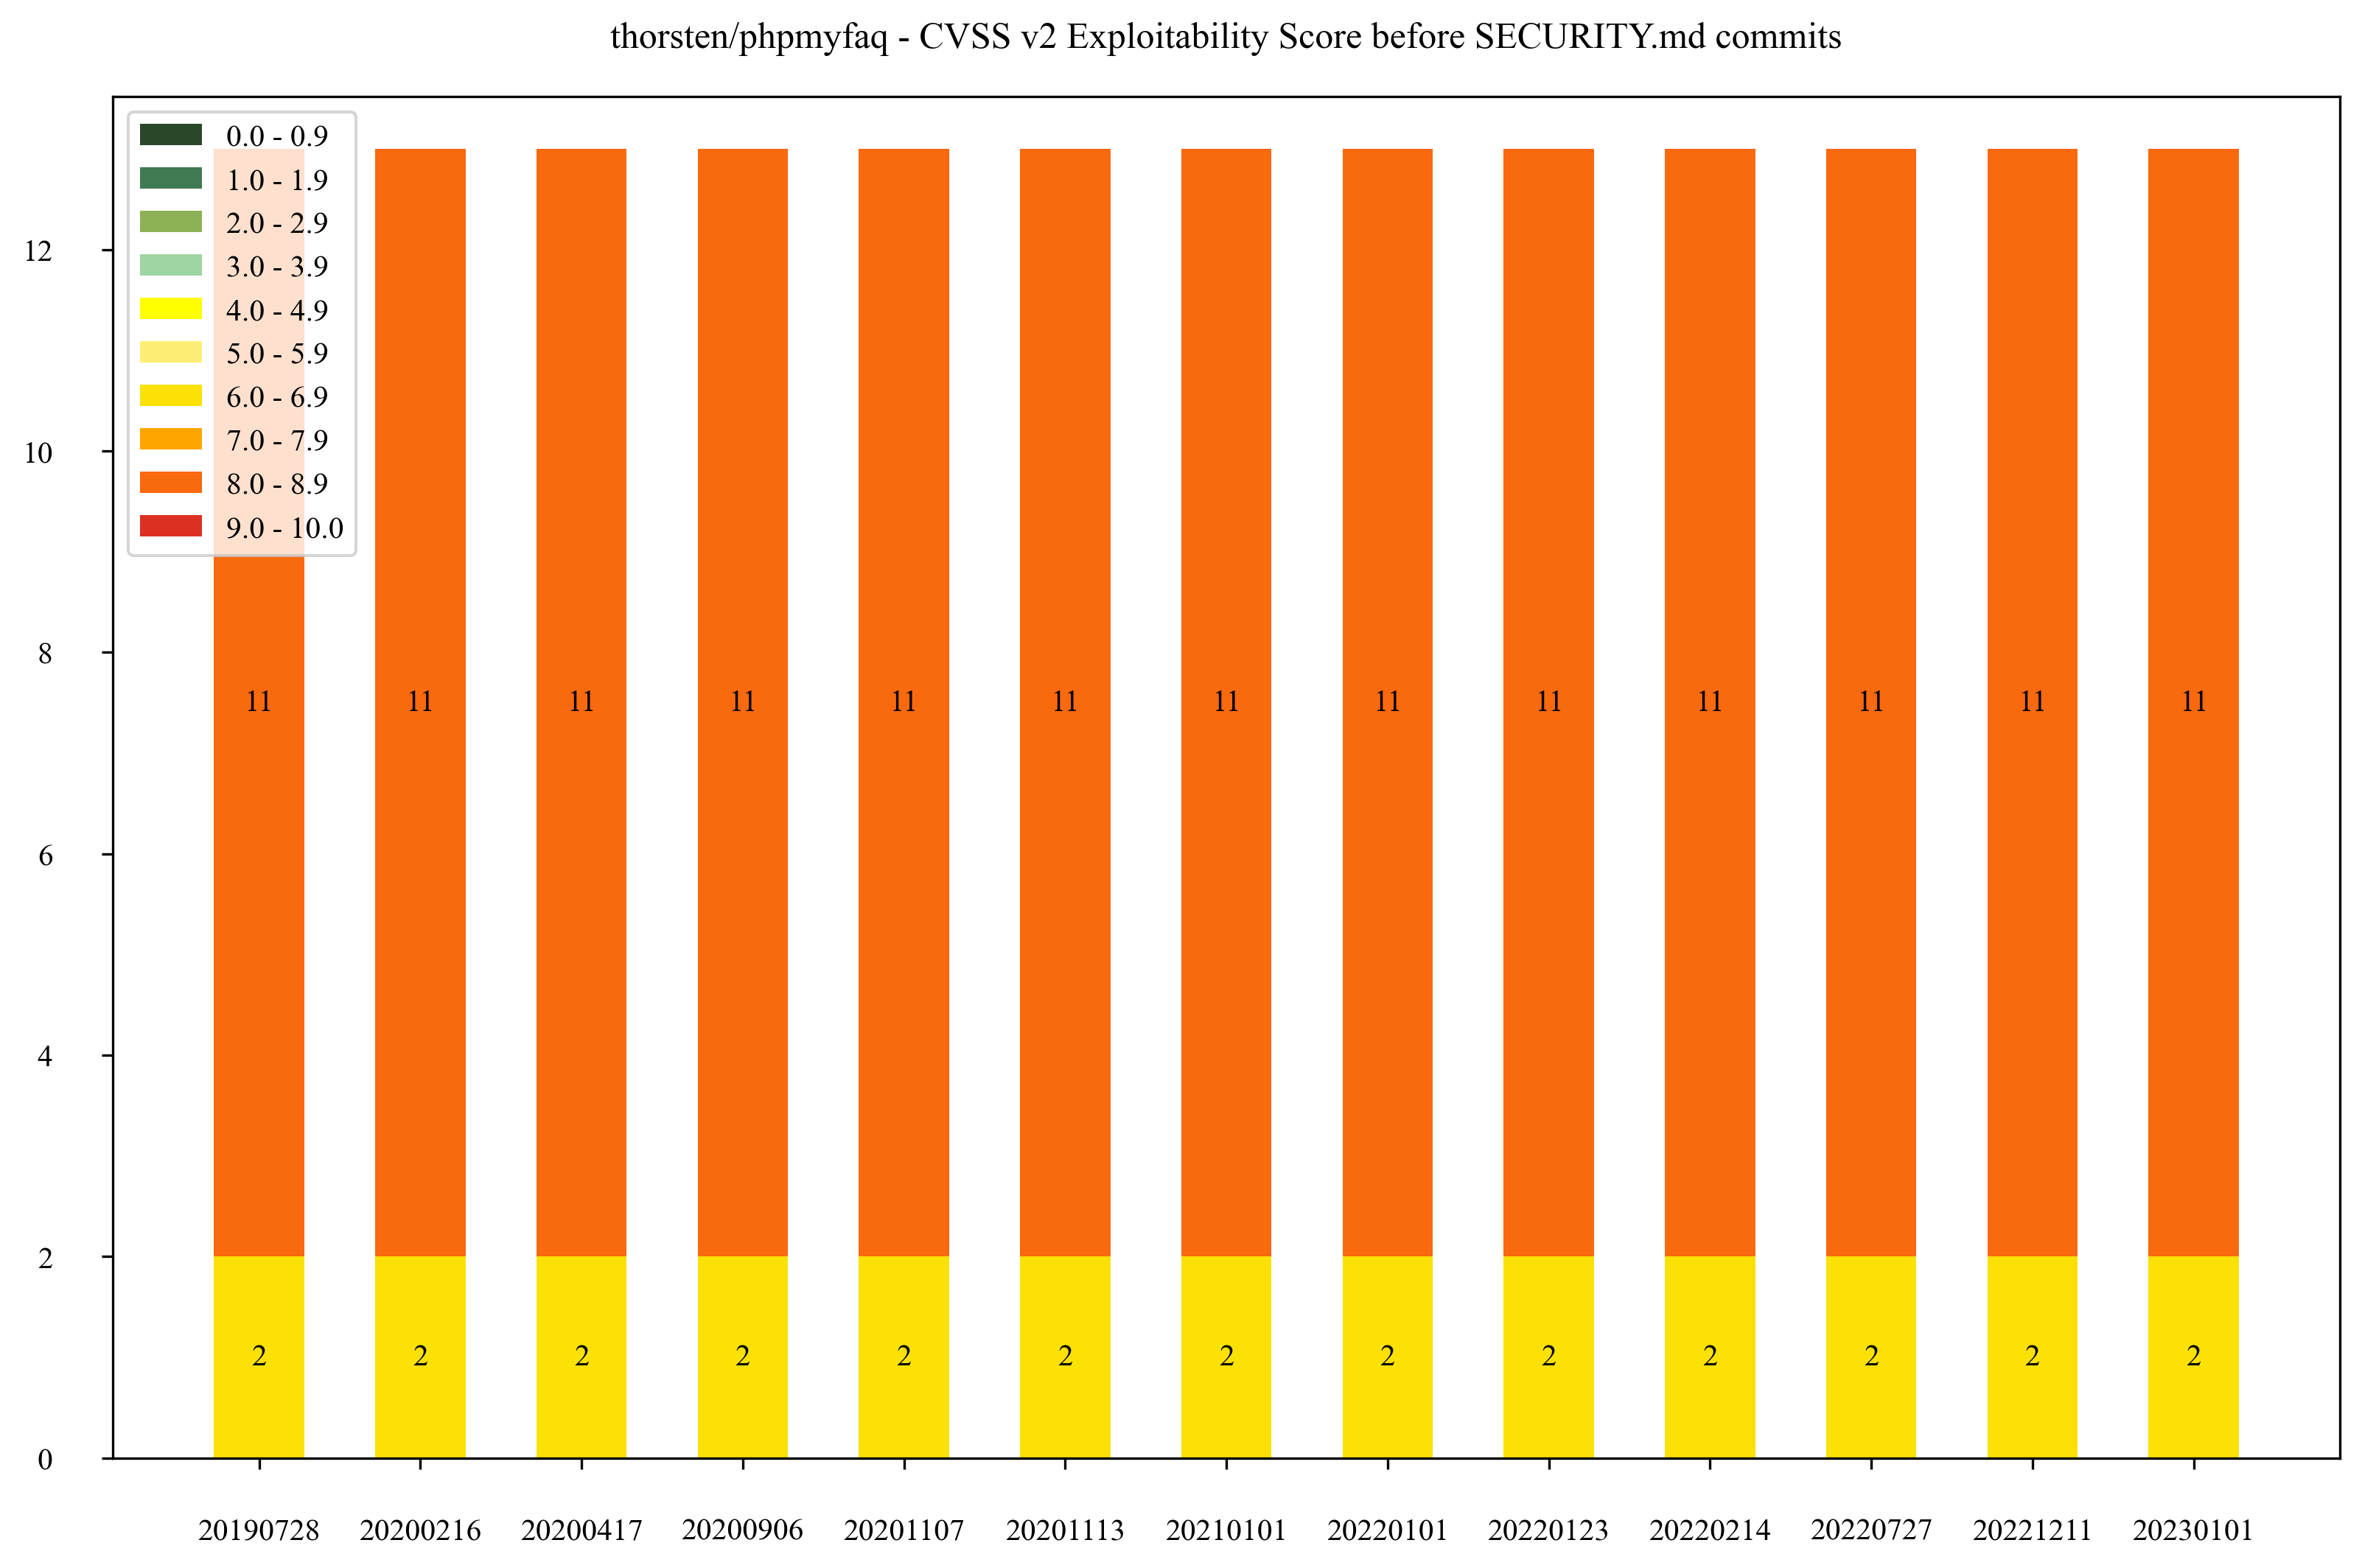 thorsten/phpmyfaq - CVSS v2 Exploitability Score before SECURITY.md commits
0.0 - 0.9
1.0 - 1.9
2.0 - 2.9
3.0 - 3.9
4.0 - 4.9
5.0 - 5.9
6.0 - 6.9
7.0 - 7.9
8.0 - 8.9
9.0 - 10.0
12
10
8
6
4
2
0
11 11 11 11 11 11 11 11 11 11 11 11 11
2 2 2 2 2 2 2 2 2 2 2 2 2
20190728 20200216 20200417 20200906 20201107 20201113 20210101 20220101 20220123 20220214 20220727 20221211 20230101